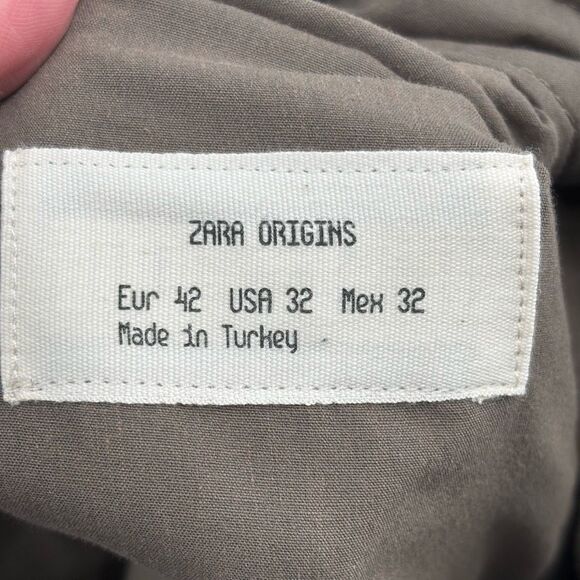 ZARA ORIGINS
Eur 42 USA 32 Mex 32
Made in Turkey